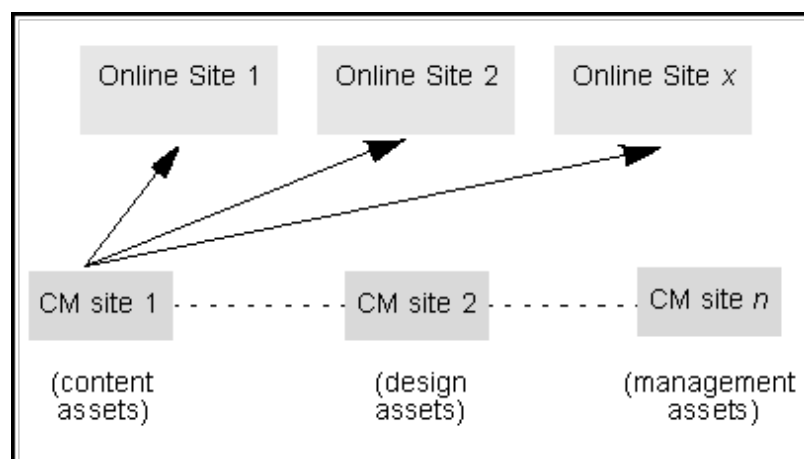 Online Site 1
Online Site 2
Online Site x
CM site 1
CM site 2
CM site n
(content
assets)
(design
assets)
(management
assets)